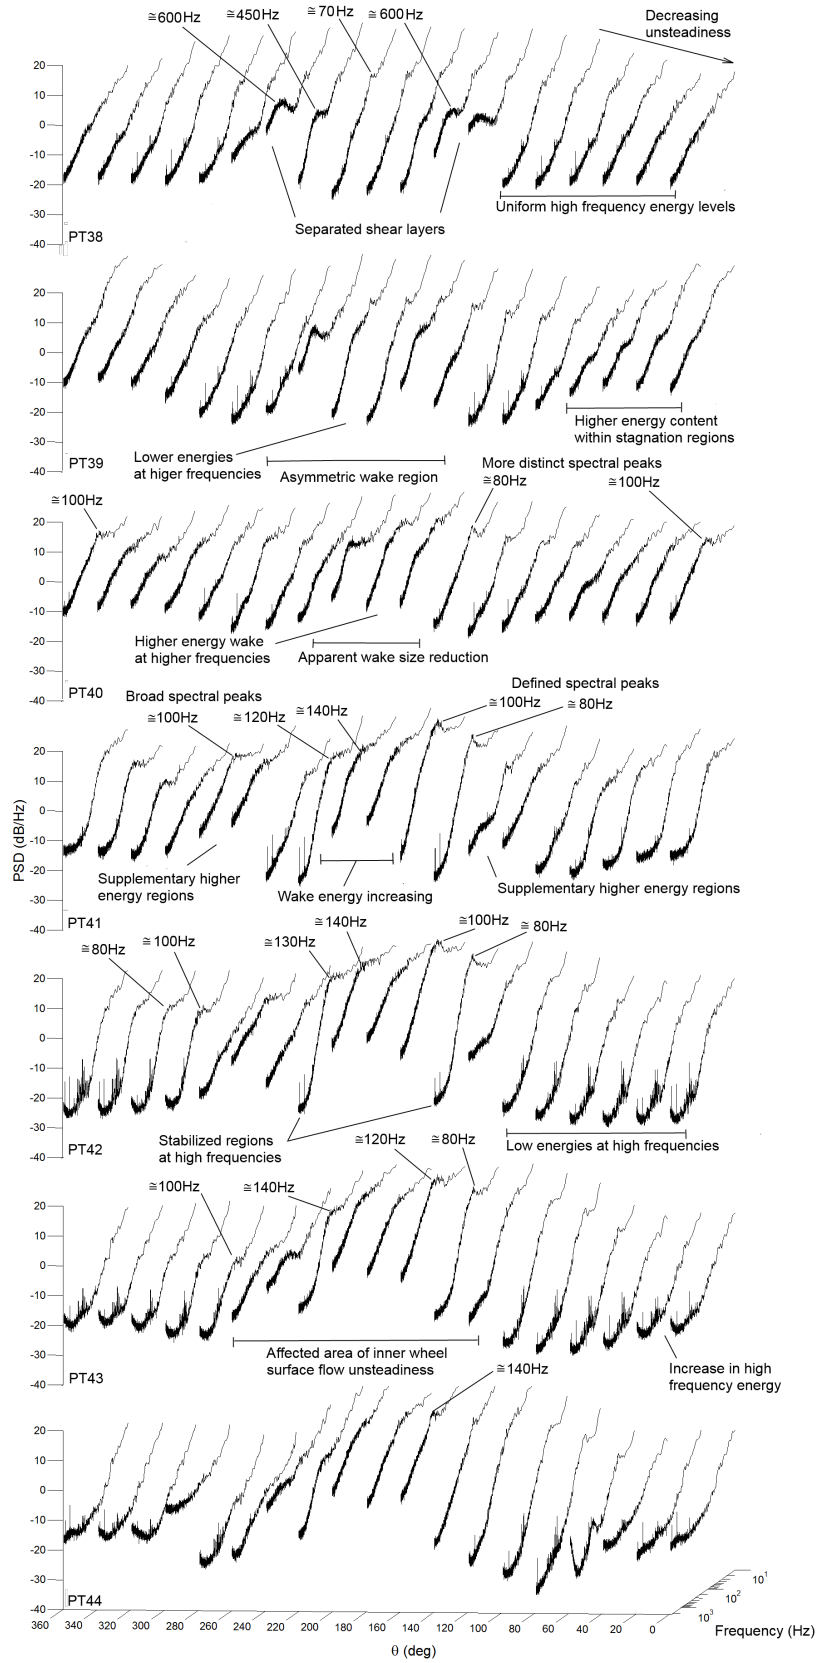 ≅600Hz ≅450Hz ≅70Hz ≅600Hz
Decreasing
unsteadiness
20
10
0
-10
-20
-30
-40
Separated shear layers
Uniform high frequency energy levels
PT38
20
10
0
-10
-20
-30
-40
Higher energy content
within stagnation regions
Lower energies
at higer frequencies
Asymmetric wake region
PT39
More distinct spectral peaks
≅100Hz ≅80Hz ≅100Hz
20
10
0
-10
-20
-30
-40
Higher energy wake
at higher frequencies
Apparent wake size reduction
PT40
Broad spectral peaks
Defined spectral peaks
≅100Hz ≅120Hz ≅140Hz ≅100Hz ≅80Hz
20
10
0
-10
-20
-30
-40
PSD (dB/Hz)
Supplementary higher
energy regions
Wake energy increasing
Supplementary higher energy regions
PT41
≅80Hz ≅100Hz ≅130Hz ≅140Hz ≅100Hz ≅80Hz
20
10
0
-10
-20
-30
-40
Stabilized regions
at high frequencies
Low energies at high frequencies
PT42
≅100Hz ≅140Hz ≅120Hz ≅80Hz
20
10
0
-10
-20
-30
-40
Affected area of inner wheel
surface flow unsteadiness
Increase in high
frequency energy
PT43
≅140Hz
20
10
0
-10
-20
-30
-40
PT44
360 340 320 300 280 260 240 220 200 180 160 140 120 100 80 60 40 20 0
θ (deg)
10³ 10² 10¹
Frequency (Hz)